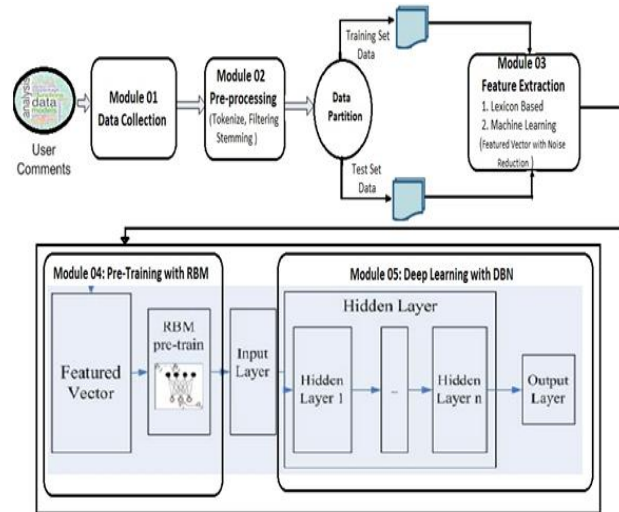 analysis
data
models
User
Comments
Module 01
Data Collection
Module 02
Pre-processing
(Tokenize, Filtering
Stemming )
Data
Partition
Training Set
Data
Test Set
Data
Module 03
Feature Extraction
1. Lexicon Based
2. Machine Learning
(Featured Vector with Noise
Reduction )
Module 04: Pre-Training with RBM
Featured
Vector
RBM
pre-train
Input
Layer
Module 05: Deep Learning with DBN
Hidden Layer
Hidden
Layer 1
...
Hidden
Layer n
Output
Layer